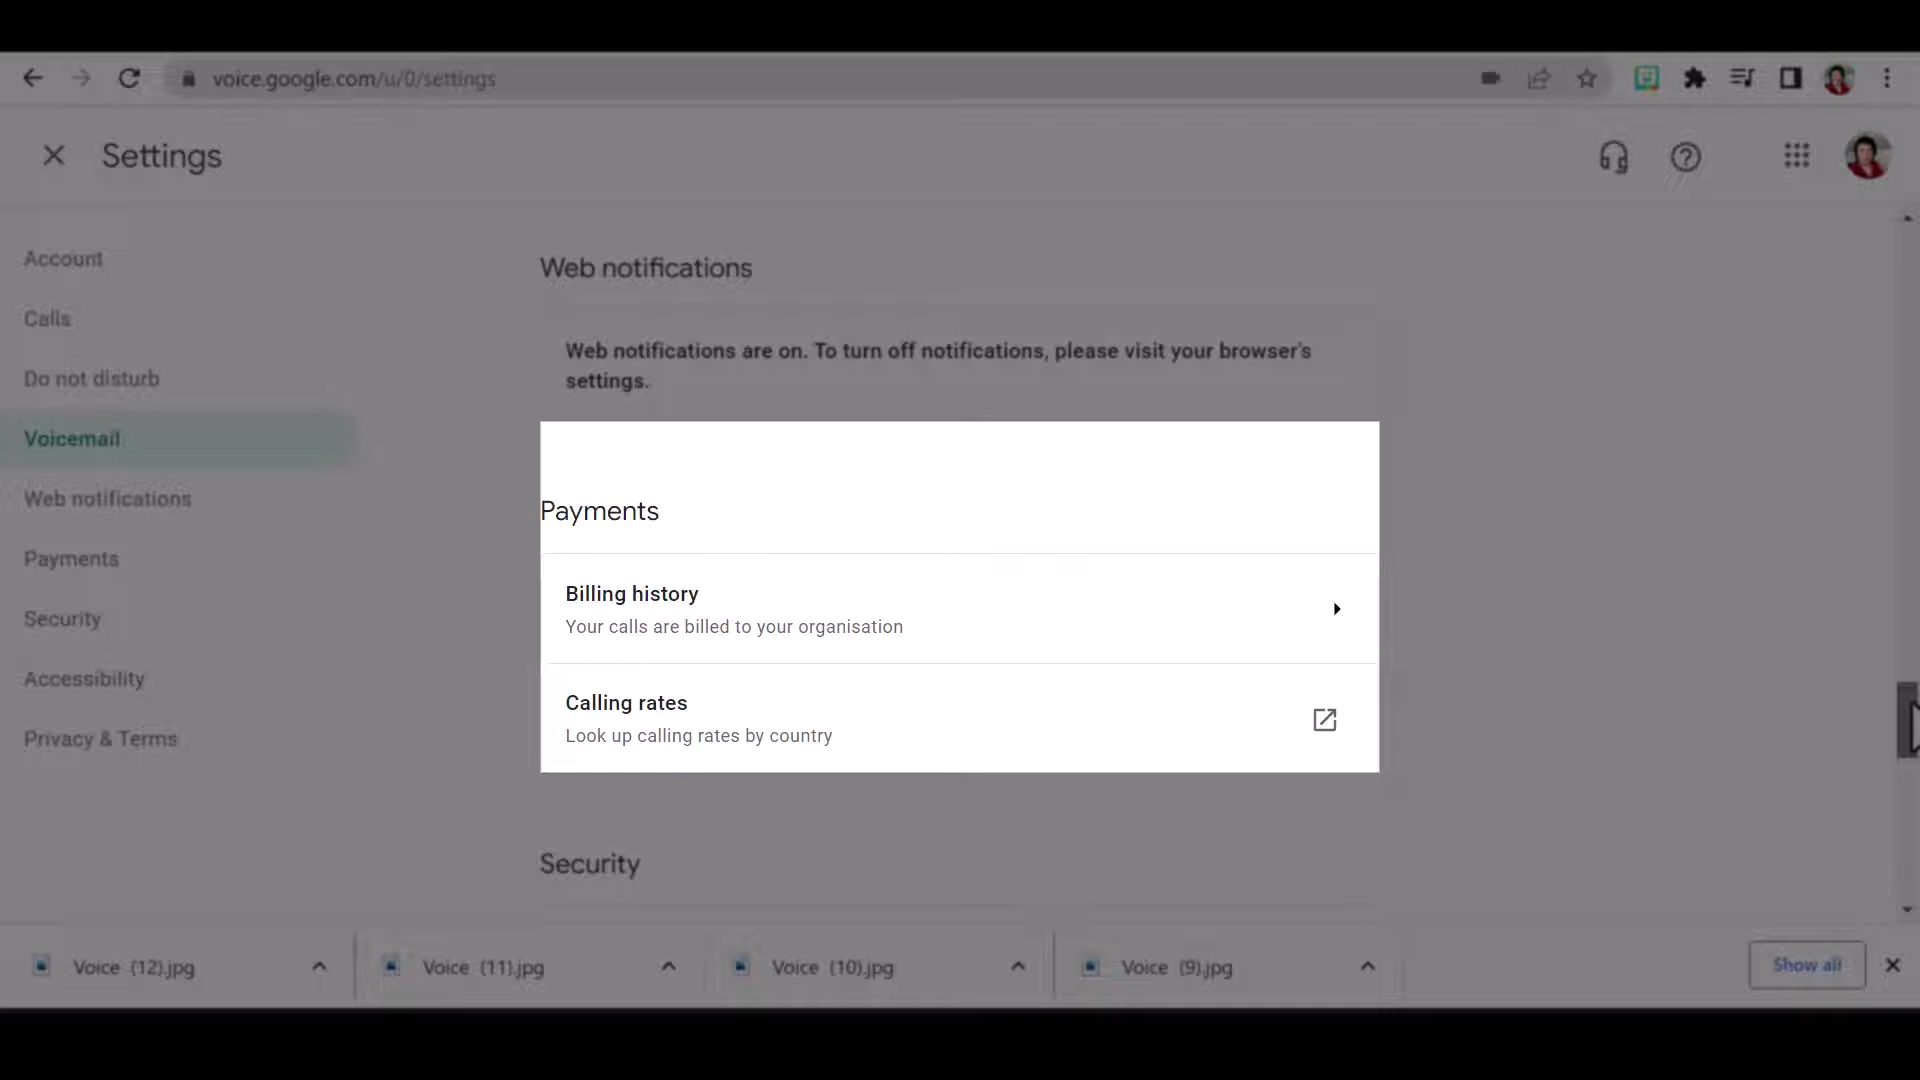 voice.google.com/u/0/settings
Settings
Account
Calls
Do not disturb
Voicemail
Web notifications
Payments
Security
Accessibility
Privacy & Terms
Web notifications
Web notifications are on. To turn off notifications, please visit your browser's
settings.
Payments
Billing history
Your calls are billed to your organisation
Calling rates
Look up calling rates by country
Security
Voice (12).jpg
Voice (11).jpg
Voice (10).jpg
Voice (9).jpg
Show all